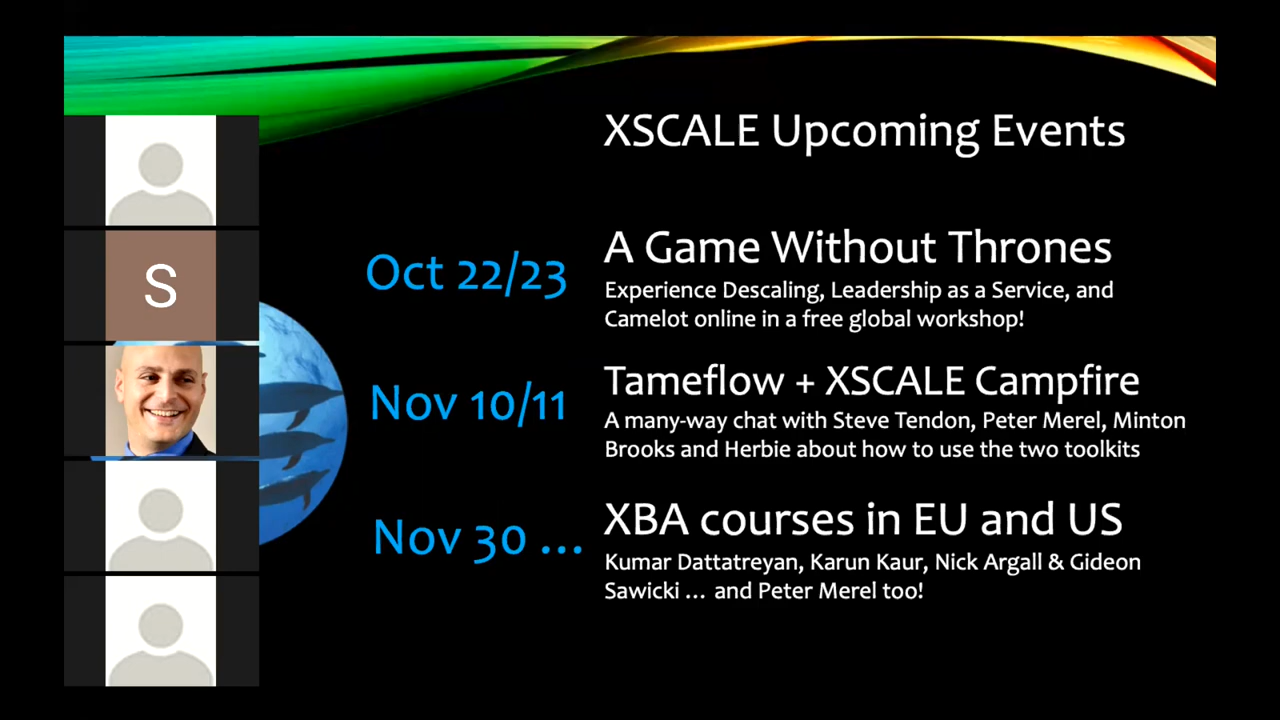 XSCALE Upcoming Events
S
Oct 22/23
A Game Without Thrones
Experience Descaling, Leadership as a Service, and
Camelot online in a free global workshop!
Nov 10/11
Tameflow + XSCALE Campfire
A many-way chat with Steve Tendon, Peter Merel, Minton
Brooks and Herbie about how to use the two toolkits
Nov 30 ...
XBA courses in EU and US
Kumar Dattatreyan, Karun Kaur, Nick Argall & Gideon
Sawicki ... and Peter Merel too!